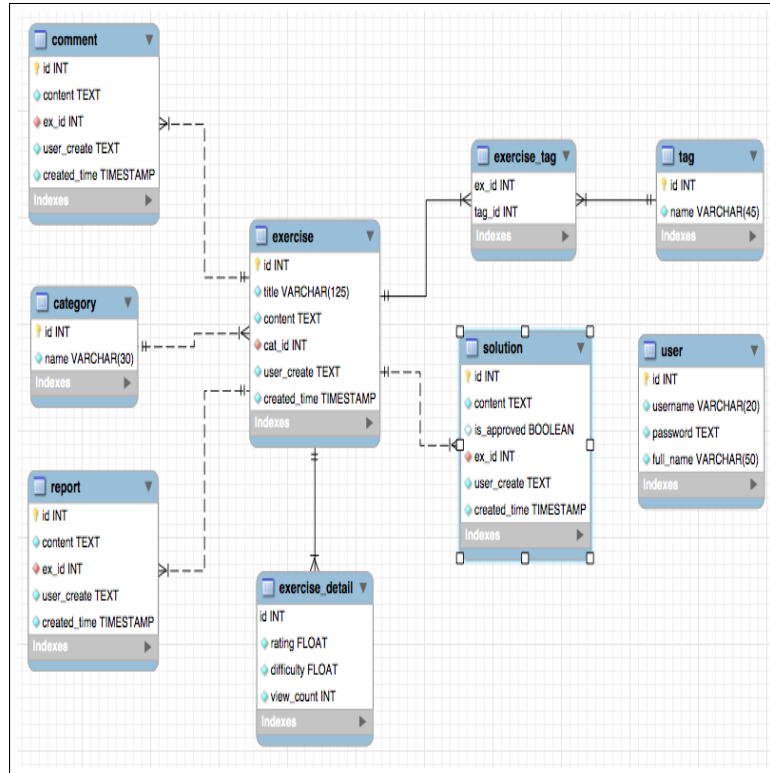 comment
id INT
content TEXT
ex_id INT
user_create TEXT
created_time TIMESTAMP
Indexes
category
id INT
name VARCHAR(30)
Indexes
report
id INT
content TEXT
ex_id INT
user_create TEXT
created_time TIMESTAMP
Indexes
exercise
id INT
title VARCHAR(125)
content TEXT
cat_id INT
user_create TEXT
created_time TIMESTAMP
Indexes
exercise_detail
id INT
rating FLOAT
difficulty FLOAT
view_count INT
Indexes
exercise_tag
ex_id INT
tag_id INT
Indexes
tag
id INT
name VARCHAR(45)
Indexes
solution
id INT
content TEXT
is_approved BOOLEAN
ex_id INT
user_create TEXT
created_time TIMESTAMP
Indexes
user
id INT
username VARCHAR(20)
password TEXT
full_name VARCHAR(50)
Indexes